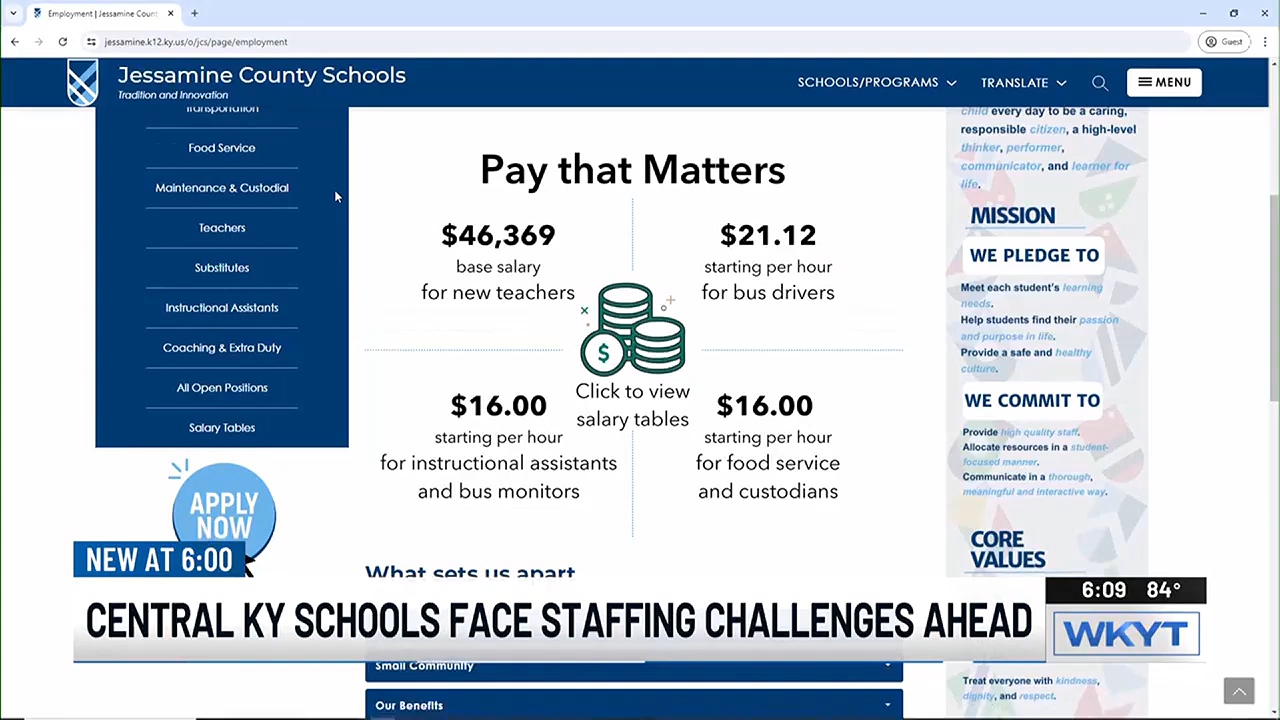 Employment | Jessamine Coun
jessamine.k12.ky.us/o/jcs/page/employment
Guest
Jessamine County Schools
Tradition and Innovation
SCHOOLS/PROGRAMS
TRANSLATE
MENU
Transportation
Food Service
Maintenance & Custodial
Teachers
Substitutes
Instructional Assistants
Coaching & Extra Duty
All Open Positions
Salary Tables
APPLY
NOW
Pay that Matters
$46,369
base salary
for new teachers
$21.12
starting per hour
for bus drivers
$
Click to view
salary tables
$16.00
starting per hour
for instructional assistants
and bus monitors
$16.00
starting per hour
for food service
and custodians
What sets us apart
Small Community
Our Benefits
child every day to be a caring,
responsible citizen, a high-level
thinker, performer,
communicator, and learner for
life.
MISSION
WE PLEDGE TO
Meet each student's learning
needs.
Help students find their passion
and purpose in life.
Provide a safe and healthy
culture.
WE COMMIT TO
Provide high quality staff.
Allocate resources in a student-
focused manner.
Communicate in a thorough,
meaningful and interactive way.
CORE
VALUES
Treat everyone with kindness,
dignity, and respect.
NEW AT 6:00
CENTRAL KY SCHOOLS FACE STAFFING CHALLENGES AHEAD
6:09 84°
WKYT